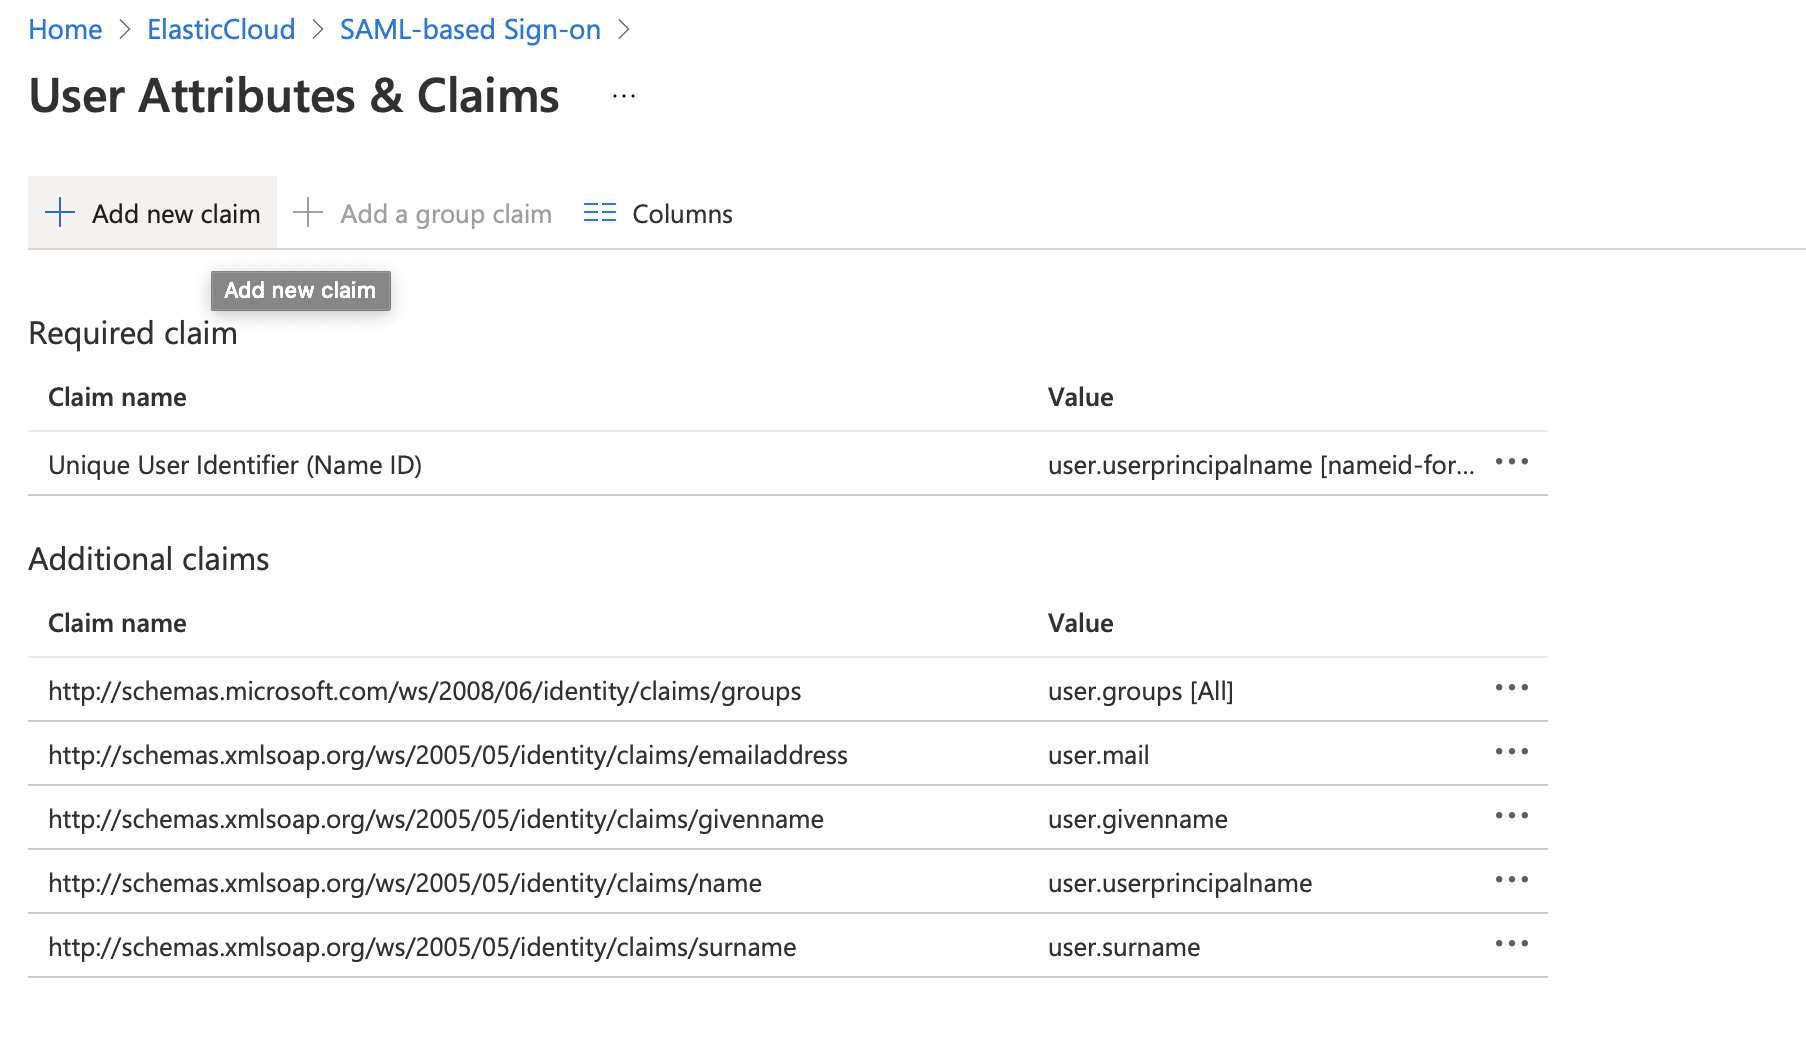 Home > ElasticCloud > SAML-based Sign-on >
User Attributes & Claims ...
Add new claim Add a group claim Columns
Add new claim
Required claim
Claim name Value
Unique User Identifier (Name ID) user.userprincipalname [nameid-for...
Additional claims
Claim name Value
http://schemas.microsoft.com/ws/2008/06/identity/claims/groups user.groups [All]
http://schemas.xmlsoap.org/ws/2005/05/identity/claims/emailaddress user.mail
http://schemas.xmlsoap.org/ws/2005/05/identity/claims/givenname user.givenname
http://schemas.xmlsoap.org/ws/2005/05/identity/claims/name user.userprincipalname
http://schemas.xmlsoap.org/ws/2005/05/identity/claims/surname user.surname